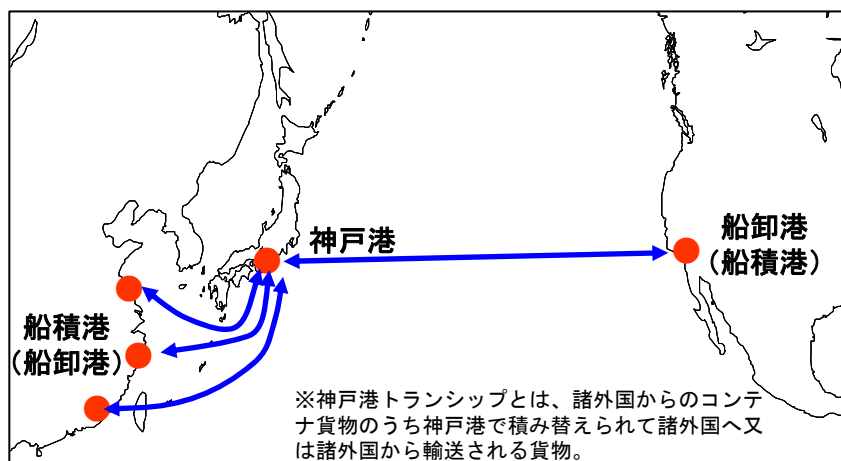 神戸港
船卸港
(船積港)
船積港
(船卸港)
※神戸港トランシップとは、諸外国からのコンテ
ナ貨物のうち神戸港で積み替えられて諸外国へ又
は諸外国から輸送される貨物。